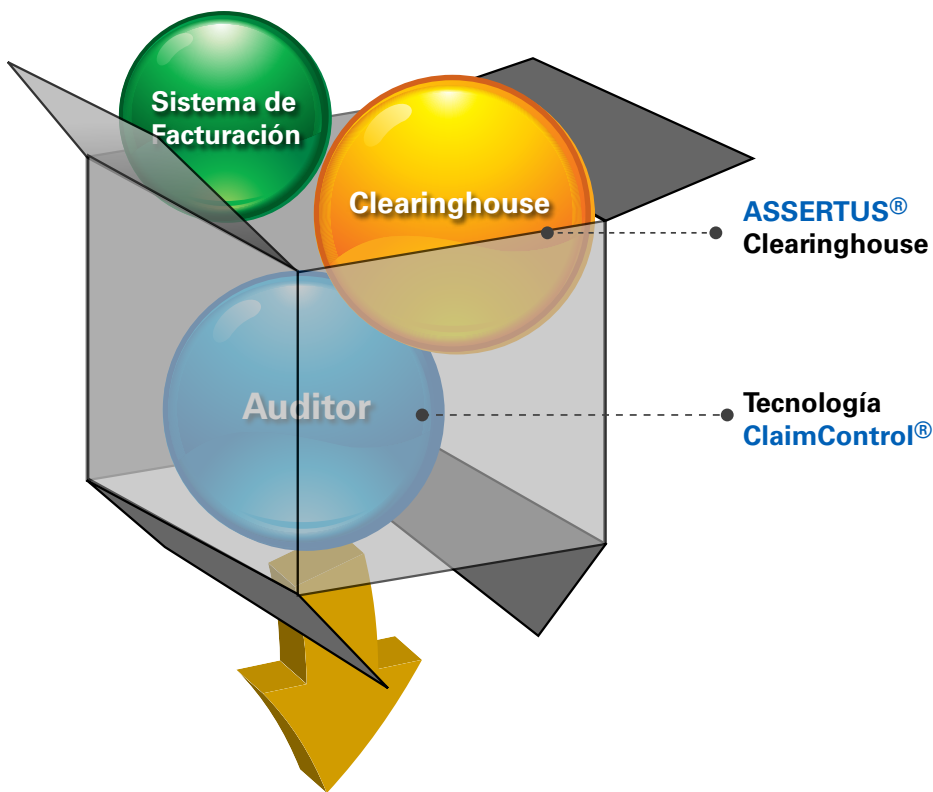 Sistema de
Facturación
Clearinghouse
ASSERTUS®
Clearinghouse
Auditor
Tecnología
ClaimControl®